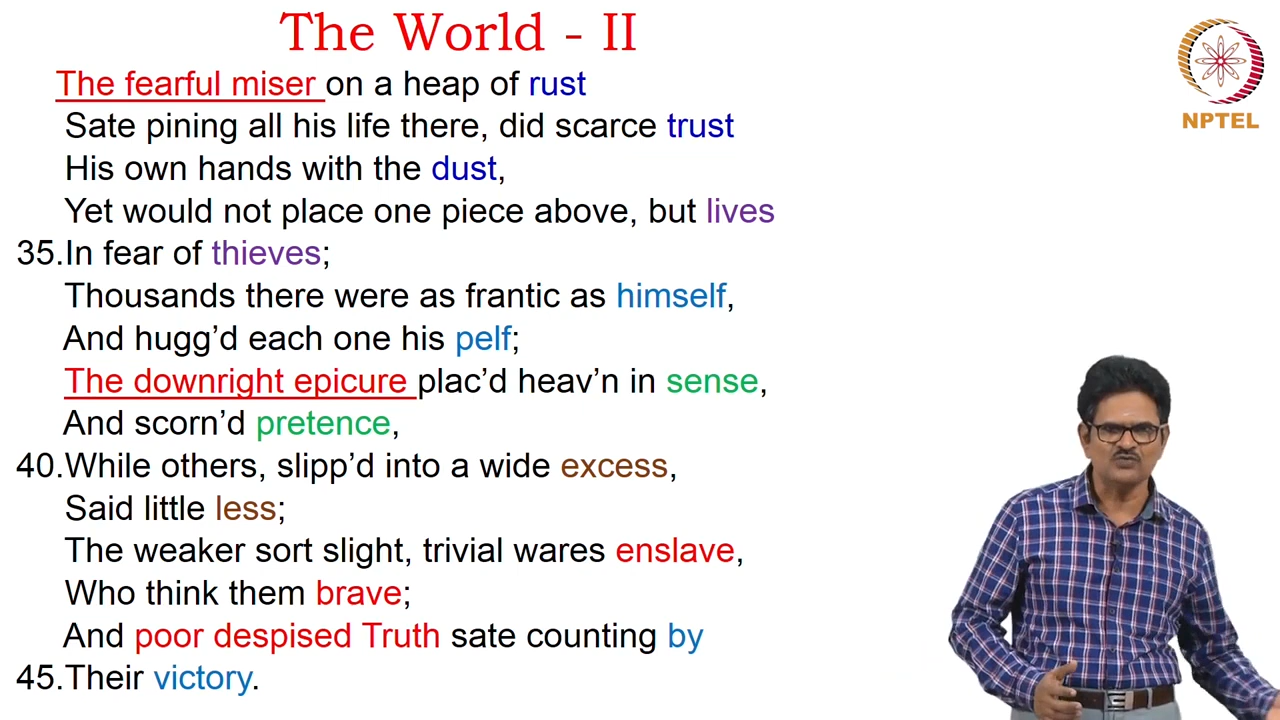 The World - II
The fearful miser on a heap of rust
Sate pining all his life there, did scarce trust
His own hands with the dust,
Yet would not place one piece above, but lives
35.In fear of thieves;
Thousands there were as frantic as himself,
And hugg’d each one his pelf;
The downright epicure plac’d heav’n in sense,
And scorn’d pretence,
40.While others, slipp’d into a wide excess,
Said little less;
The weaker sort slight, trivial wares enslave,
Who think them brave;
And poor despised Truth sate counting by
45.Their victory.
NPTEL